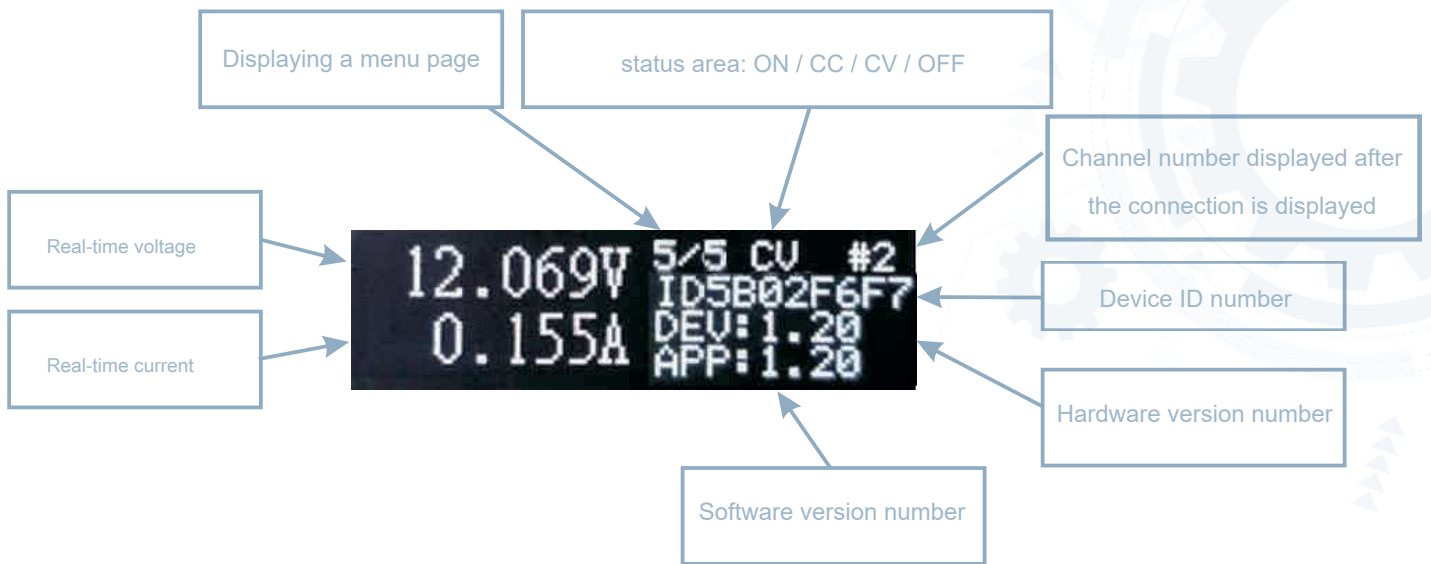 Displaying a menu page
status area: ON / CC / CV / OFF
Channel number displayed after
the connection is displayed
Real-time voltage
12.069V
5/5 CV #2
ID5B02F6F7
Device ID number
0.155A
DEV:1.20
APP:1.20
Real-time current
Hardware version number
Software version number